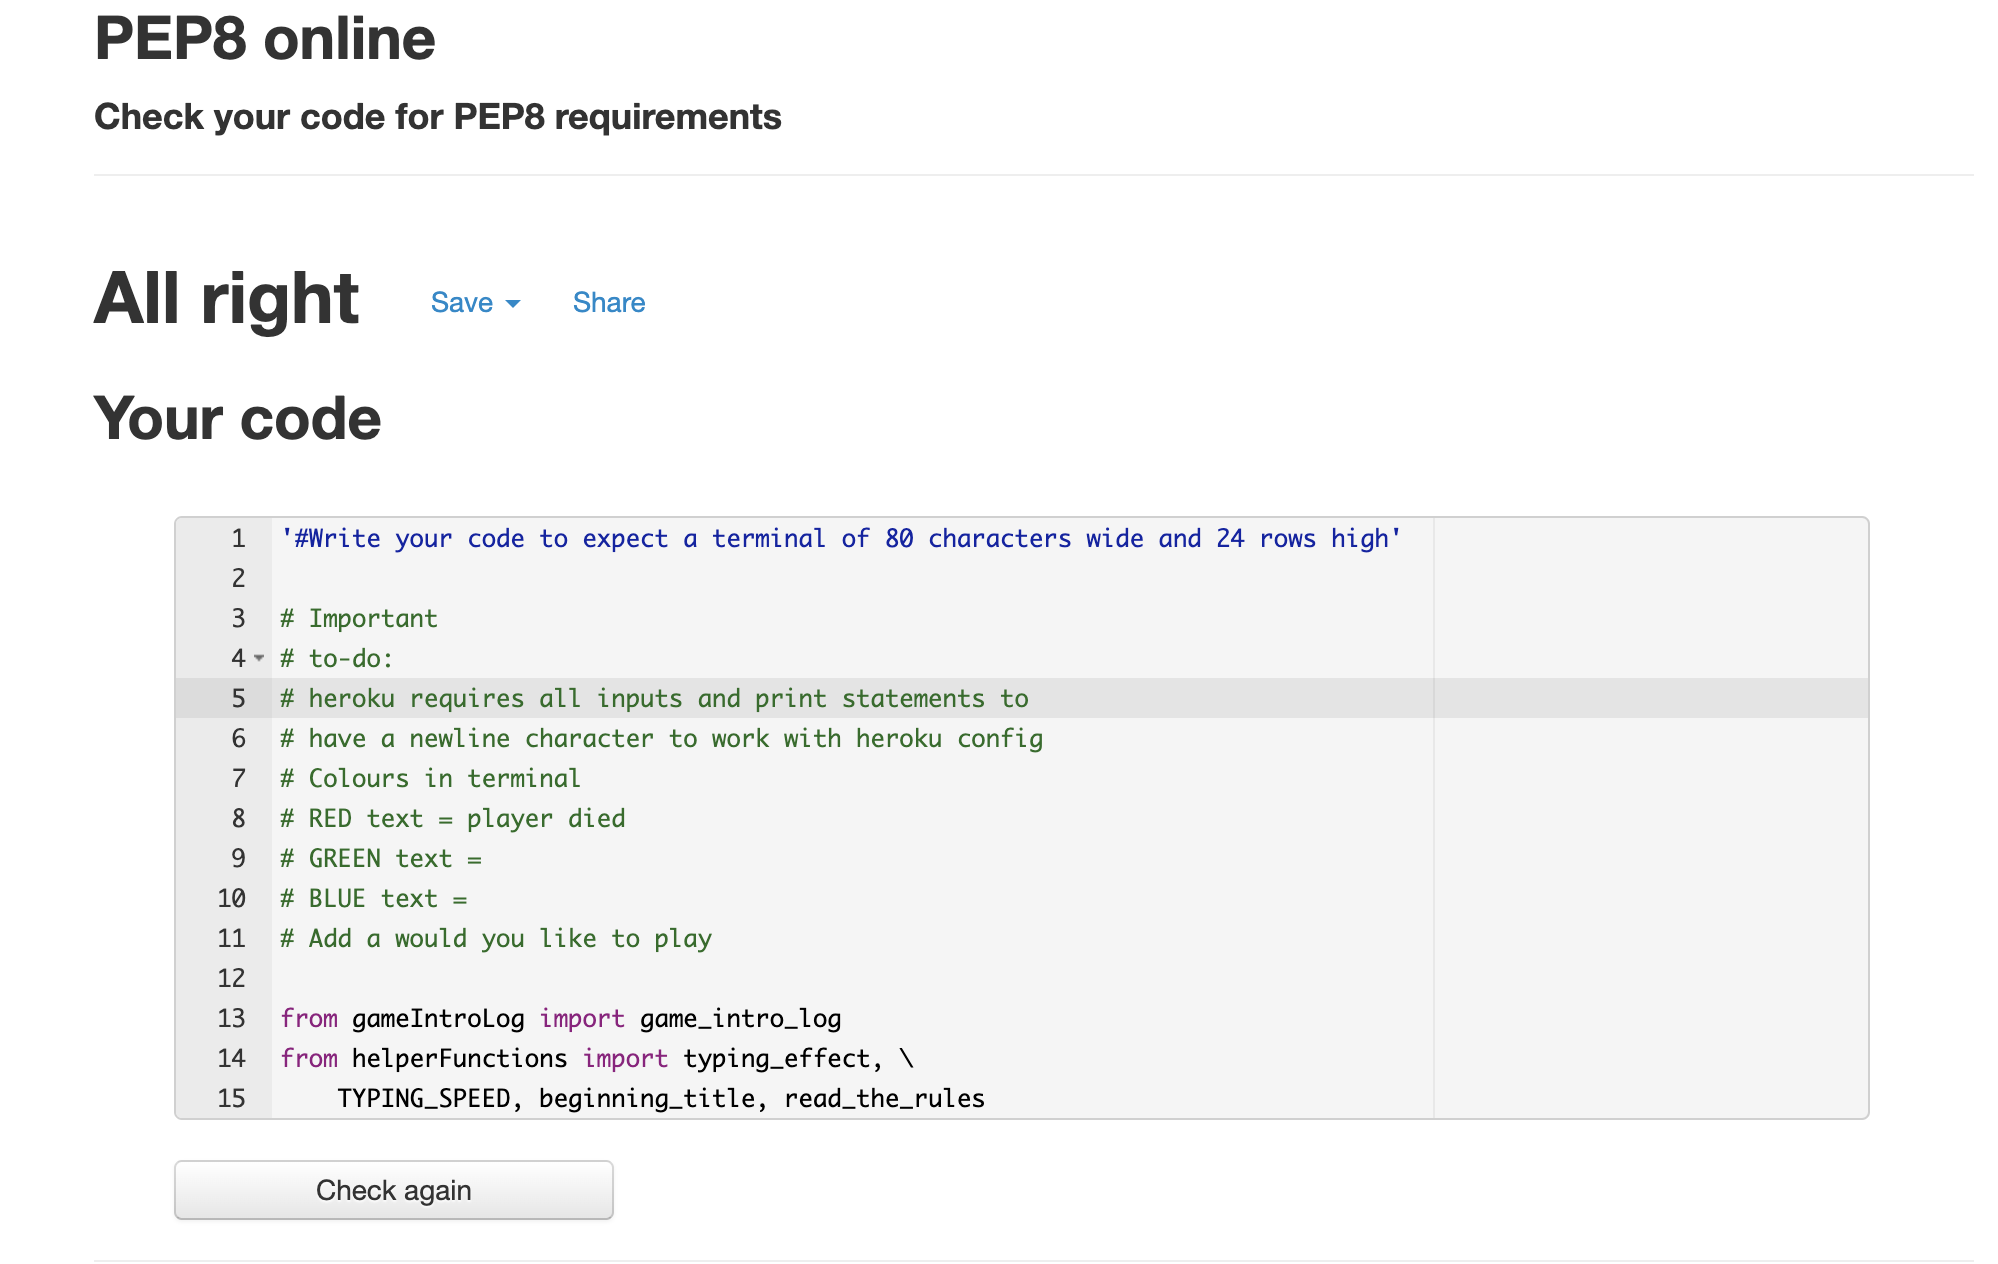 PEP8 online
Check your code for PEP8 requirements
All right Save Share
Your code
1 '#Write your code to expect a terminal of 80 characters wide and 24 rows high'
2
3 # Important
4 # to-do:
5 # heroku requires all inputs and print statements to
6 # have a newline character to work with heroku config
7 # Colours in terminal
8 # RED text = player died
9 # GREEN text =
10 # BLUE text =
11 # Add a would you like to play
12
13 from gameIntroLog import game_intro_log
14 from helperFunctions import typing_effect, \
15     TYPING_SPEED, beginning_title, read_the_rules
Check again